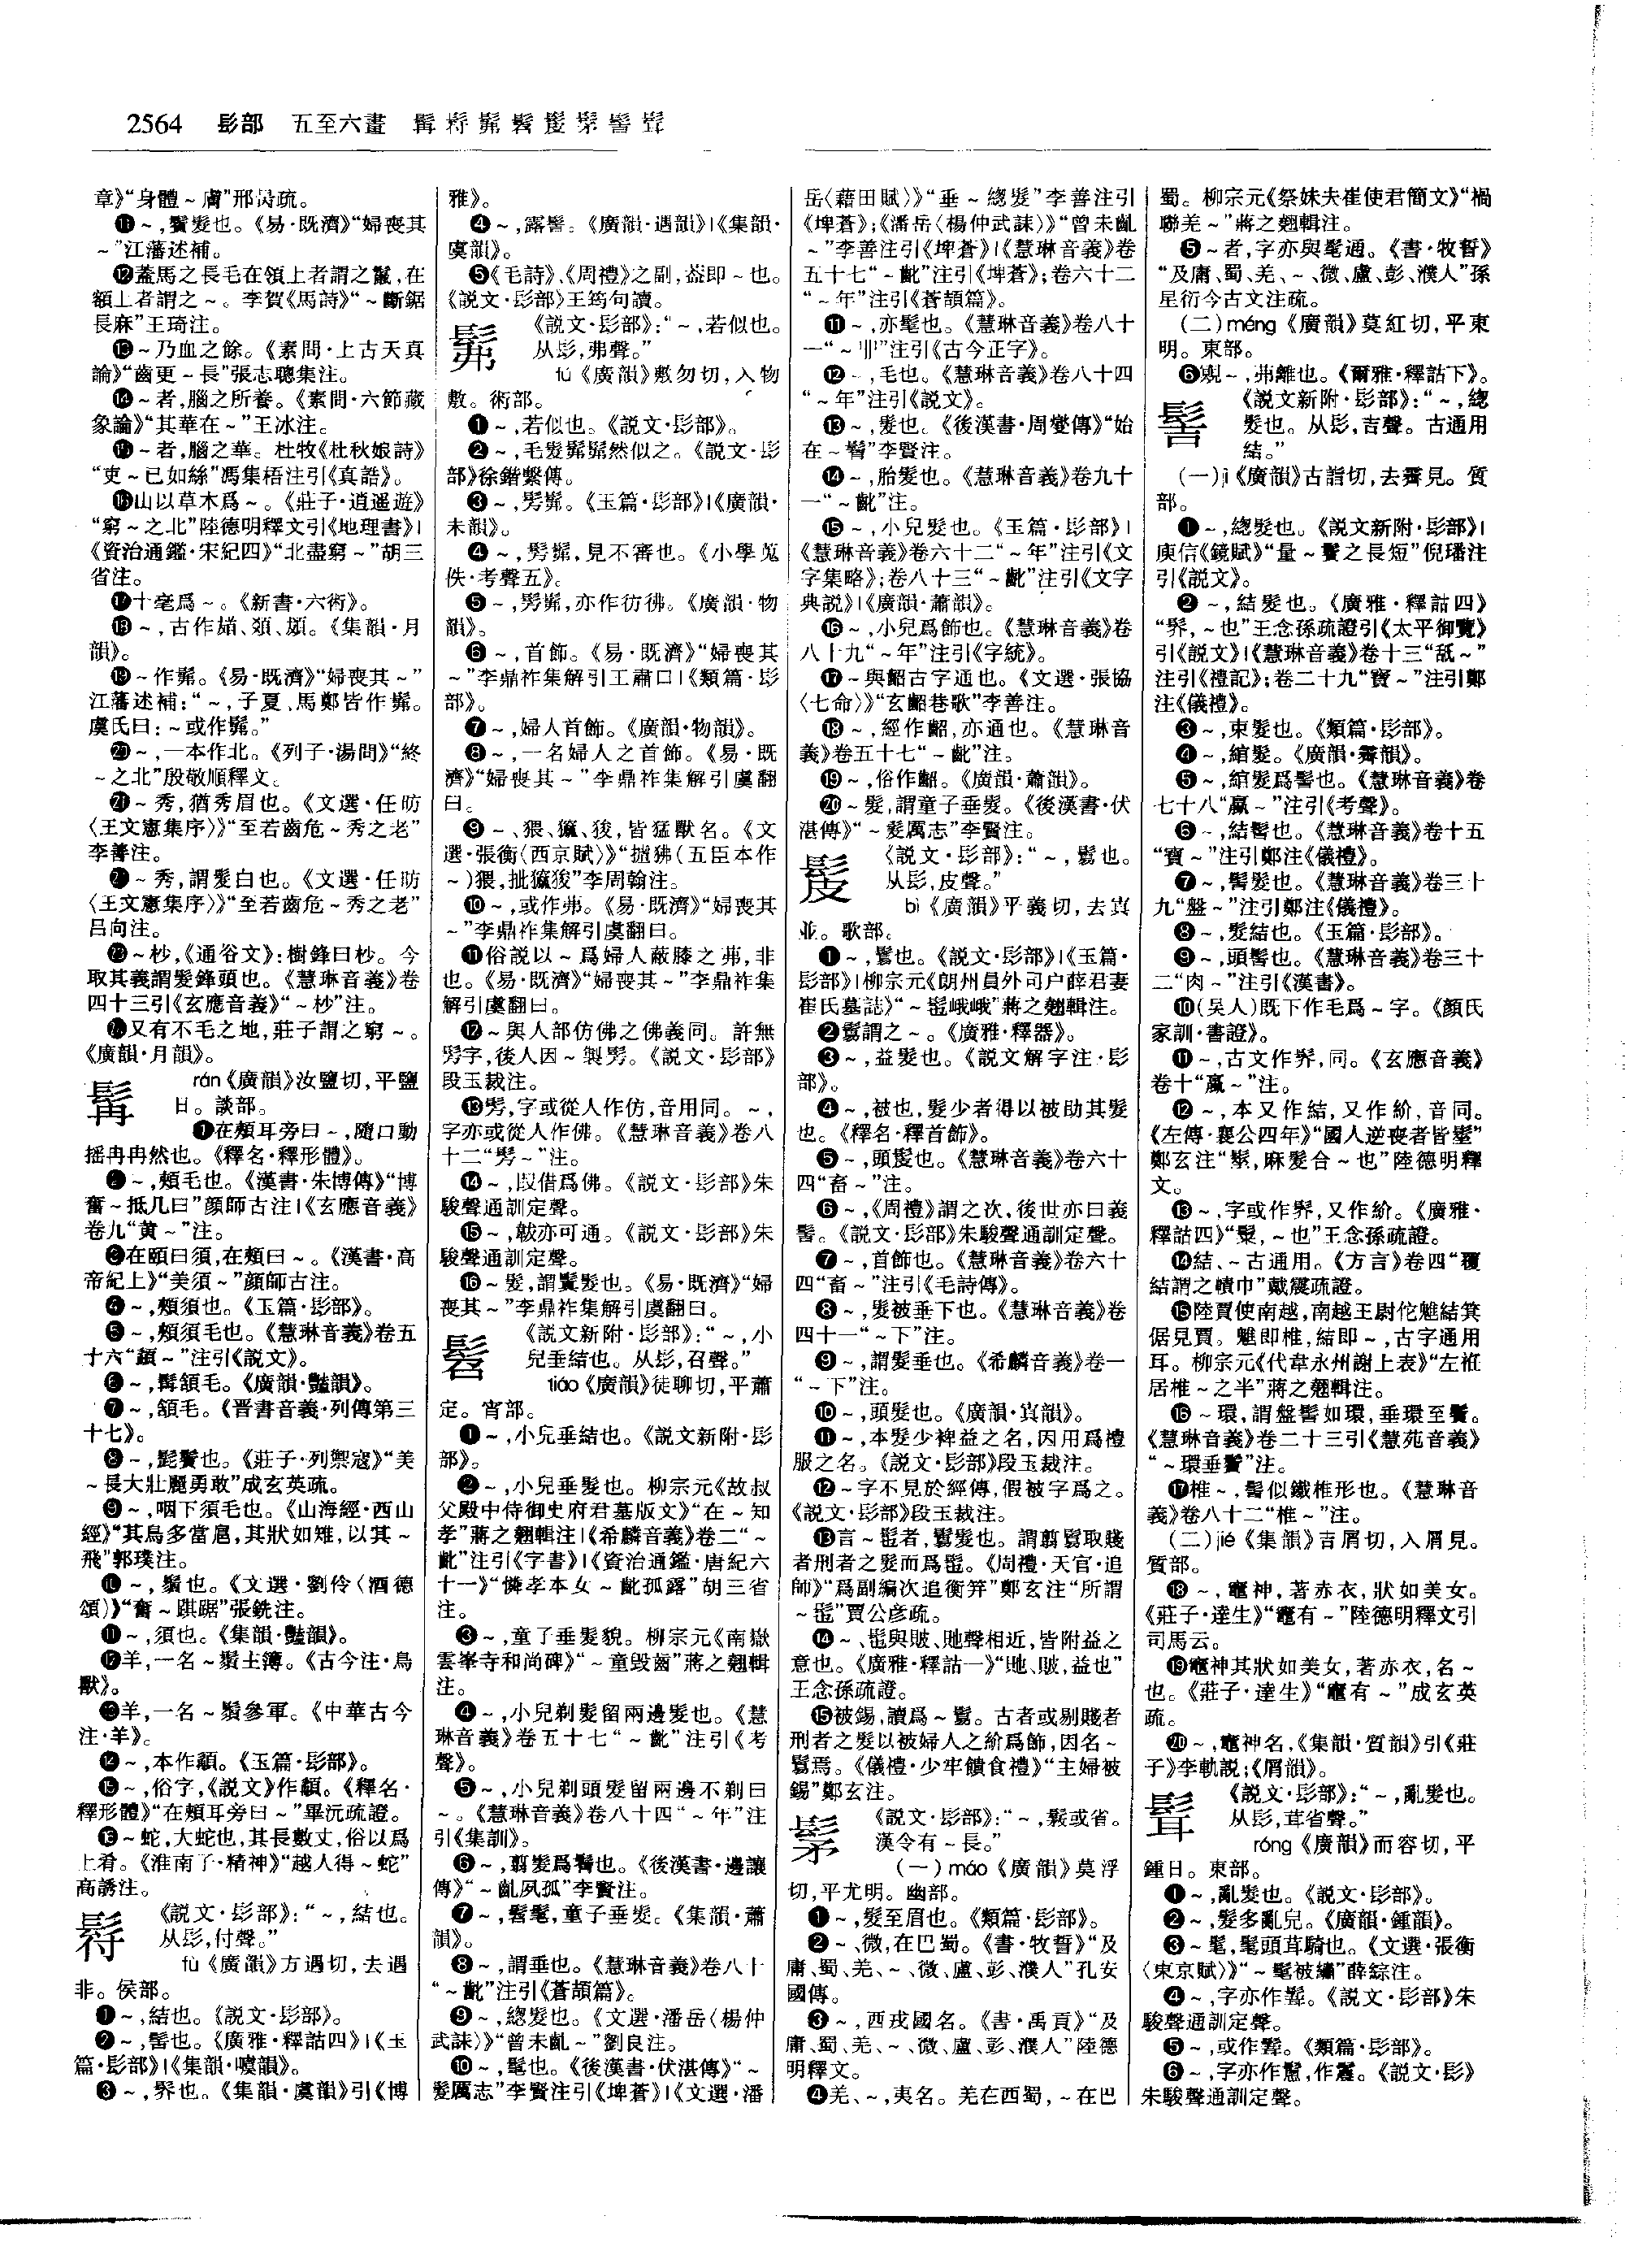 2564 髟部 五至六畫 髥 髵 髴 髫 髲 髳 髻 髶
章》“身體~膚”邢昺疏。
⓫~,鬢髮也。《易·既濟》“婦喪其
~”江藩述補。
⓬蓋馬之長毛在領上者謂之鬣,在
額上者謂之~。李賀《馬詩》“~斷鋸
長麻”王琦注。
⓭~乃血之餘。《素問·上古天真
論》“齒更~長”張志聰集注。
⓮~者,腦之所養。《素問·六節藏
象論》“其華在~”王冰注。
⓯~者,腦之華。杜牧《杜秋娘詩》
“吏~已如絲”馮集梧注引《真誥》。
⓰山以草木爲~。《莊子·逍遥遊》
“窮~之北”陸德明釋文引《地理書》|
《資治通鑑·宋紀四》“北盡窮~”胡三
省注。
⓱十毫爲~。《新書·六術》。
⓲~,古作𩠖、𩑛、𩒹。《集韻·月
韻》。
⓳~作髴。《易·既濟》“婦喪其~”
江藩述補:“~,子夏、馬鄭皆作髴。
虞氏曰:~或作髴。”
⓴~,一本作北。《列子·湯問》“終
~之北”殷敬順釋文。
㉑~秀,猶秀眉也。《文選·任昉
〈王文憲集序〉》“至若齒危~秀之老”
李善注。
㉒~秀,謂髮白也。《文選·任昉
〈王文憲集序〉》“至若齒危~秀之老”
吕向注。
㉓~杪,《通俗文》:樹鋒曰杪。今
取其義謂髮鋒頭也。《慧琳音義》卷
四十三引《玄應音義》“~杪”注。
㉔又有不毛之地,莊子謂之窮~。
《廣韻·月韻》。
髥 rán《廣韻》汝鹽切,平鹽
日。談部。
❶在頰耳旁曰~,隨口動
摇冉冉然也。《釋名·釋形體》。
❷~,頰毛也。《漢書·朱博傳》“博
奮~抵几曰”顔師古注|《玄應音義》
卷九“黄~”注。
❸在頤曰須,在頰曰~。《漢書·高
帝紀上》“美須~”顔師古注。
❹~,頰須也。《玉篇·髟部》。
❺~,頰須毛也。《慧琳音義》卷五
十六“䫇~”注引《説文》。
❻~,髥頷毛。《廣韻·豔韻》。
❼~,頷毛。《晋書音義·列傳第三
十七》。
❽~,髭鬢也。《莊子·列禦寇》“美
~長大壯麗勇敢”成玄英疏。
❾~,咽下須毛也。《山海經·西山
經》“其鳥多當扈,其狀如雉,以其~
飛”郭璞注。
❿~,鬚也。《文選·劉伶〈酒德
頌〉》“奮~踑踞”張銑注。
⓫~,須也。《集韻·豔韻》。
⓬羊,一名~鬚主簿。《古今注·鳥
獸》。
⓭羊,一名~鬚參軍。《中華古今
注·羊》。
⓮~,本作䫇。《玉篇·髟部》。
⓯~,俗字,《説文》作䫇。《釋名·
釋形體》“在頰耳旁曰~”畢沅疏證。
⓰~蛇,大蛇也,其長數丈,俗以爲
上肴。《淮南子·精神》“越人得~蛇”
高誘注。
𩬙 《説文·髟部》:“~,結也。
从髟,付聲。”
fù《廣韻》方遇切,去遇
非。侯部。
❶~,結也。《説文·髟部》。
❷~,髻也。《廣雅·釋詁四》|《玉
篇·髟部》|《集韻·噳韻》。
❸~,䯰也。《集韻·虞韻》引《博
雅》。
❹~,露髻。《廣韻·遇韻》|《集韻·
虞韻》。
❺《毛詩》、《周禮》之副,葢即~也。
《説文·髟部》王筠句讀。
髴 《説文·髟部》:“~,若似也。
从髟,弗聲。”
fú《廣韻》敷勿切,入物
敷。術部。
❶~,若似也。《説文·髟部》。
❷~,毛髮髴髴然似之。《説文·髟
部》徐鍇繫傳。
❸~,髣髴。《玉篇·髟部》|《廣韻·
未韻》。
❹~,髣髴,見不審也。《小學蒐
佚·考聲五》。
❺~,髣髴,亦作彷彿。《廣韻·物
韻》。
❻~,首飾。《易·既濟》“婦喪其
~”李鼎祚集解引王肅曰|《類篇·髟
部》。
❼~,婦人首飾。《廣韻·物韻》。
❽~,一名婦人之首飾。《易·既
濟》“婦喪其~”李鼎祚集解引虞翻
曰。
❾~、猥、獱、狻,皆猛獸名。《文
選·張衡〈西京賦〉》“摣狒(五臣本作
~)猥,批獱狻”李周翰注。
❿~,或作茀。《易·既濟》“婦喪其
~”李鼎祚集解引虞翻曰。
⓫俗説以~爲婦人蔽膝之茀,非
也。《易·既濟》“婦喪其~”李鼎祚集
解引虞翻曰。
⓬~與人部仿佛之佛義同。許無
髣字,後人因~製髣。《説文·髟部》
段玉裁注。
⓭髣,字或從人作仿,音用同。~,
字亦或從人作佛。《慧琳音義》卷八
十二“髣~”注。
⓮~,叚借爲佛。《説文·髟部》朱
駿聲通訓定聲。
⓯~,黻亦可通。《説文·髟部》朱
駿聲通訓定聲。
⓰~髮,謂鬒髮也。《易·既濟》“婦
喪其~”李鼎祚集解引虞翻曰。
髫 《説文新附·髟部》:“~,小
兒垂結也。从髟,召聲。”
tiáo《廣韻》徒聊切,平蕭
定。宵部。
❶~,小兒垂結也。《説文新附·髟
部》。
❷~,小兒垂髮也。柳宗元《故叔
父殿中侍御史府君墓版文》“在~知
孝”蔣之翹輯注|《希麟音義》卷二“~
齔”注引《字書》|《資治通鑑·唐紀六
十一》“憐孝本女~齔孤露”胡三省
注。
❸~,童子垂髮貌。柳宗元《南嶽
雲峯寺和尚碑》“~童毁齒”蔣之翹輯
注。
❹~,小兒剃髮留兩邊髮也。《慧
琳音義》卷五十七“~齔”注引《考
聲》。
❺~,小兒剃頭髮留兩邊不剃曰
~。《慧琳音義》卷八十四“~年”注
引《集訓》。
❻~,翦髮爲鬌也。《後漢書·邊讓
傳》“~齓夙孤”李賢注。
❼~,髫髦,童子垂髮。《集韻·蕭
韻》。
❽~,謂垂也。《慧琳音義》卷八十
“~齔”注引《蒼頡篇》。
❾~,緫髮也。《文選·潘岳〈楊仲
武誄〉》“曾未齓~”劉良注。
❿~,髦也。《後漢書·伏湛傳》“~
髮厲志”李賢注引《埤蒼》|《文選·潘
岳〈藉田賦〉》“垂~緫髮”李善注引
《埤蒼》;《潘岳〈楊仲武誄〉》“曾未齓
~”李善注引《埤蒼》|《慧琳音義》卷
五十七“~齔”注引《埤蒼》;卷六十二
“~年”注引《蒼頡篇》。
⓫~,亦髦也。《慧琳音義》卷八十
一“~丱”注引《古今正字》。
⓬~,毛也。《慧琳音義》卷八十四
“~年”注引《説文》。
⓭~,髮也。《後漢書·周燮傳》“始
在~鬌”李賢注。
⓮~,胎髮也。《慧琳音義》卷九十
一“~齔”注。
⓯~,小兒髮也。《玉篇·髟部》|
《慧琳音義》卷六十二“~年”注引《文
字集略》;卷八十三“~齔”注引《文字
典説》|《廣韻·蕭韻》。
⓰~,小兒爲飾也。《慧琳音義》卷
八十九“~年”注引《字統》。
⓱~與齠古字通也。《文選·張協
〈七命〉》“玄齠巷歌”李善注。
⓲~,經作齠,亦通也。《慧琳音
義》卷五十七“~齔”注。
⓳~,俗作齠。《廣韻·蕭韻》。
⓴~髮,謂童子垂髮。《後漢書·伏
湛傳》“~髮厲志”李賢注。
髲 《説文·髟部》:“~,鬄也。
从髟,皮聲。”
bì《廣韻》平義切,去寘
並。歌部。
❶~,鬄也。《説文·髟部》|《玉篇·
髟部》|柳宗元《朗州員外司户薛君妻
崔氏墓誌》“~髢峨峨”蔣之翹輯注。
❷鬄謂之~。《廣雅·釋器》。
❸~,益髮也。《説文解字注·髟
部》。
❹~,被也,髮少者得以被助其髮
也。《釋名·釋首飾》。
❺~,頭髲也。《慧琳音義》卷六十
四“畜~”注。
❻~,《周禮》謂之次,後世亦曰義
髻。《説文·髟部》朱駿聲通訓定聲。
❼~,首飾也。《慧琳音義》卷六十
四“畜~”注引《毛詩傳》。
❽~,髮被垂下也。《慧琳音義》卷
四十一“~下”注。
❾~,謂髮垂也。《希麟音義》卷一
“~下”注。
❿~,頭髮也。《廣韻·寘韻》。
⓫~,本髮少裨益之名,因用爲禮
服之名。《説文·髟部》段玉裁注。
⓬~字不見於經傳,假被字爲之。
《説文·髟部》段玉裁注。
⓭言~髢者,鬄髮也。謂翦鬄取賤
者刑者之髮而爲髢。《周禮·天官·追
師》“爲副編次追衡笄”鄭玄注“所謂
~髢”賈公彦疏。
⓮~、髢與貱、貤聲相近,皆附益之
意也。《廣雅·釋詁一》“貤、貱,益也”
王念孫疏證。
⓯被錫,讀爲~鬄。古者或剔賤者
刑者之髮以被婦人之紒爲飾,因名~
鬄焉。《儀禮·少牢饋食禮》“主婦被
錫”鄭玄注。
髳 《説文·髟部》:“~,鬏或省。
漢令有~長。”
(一)máo《廣韻》莫浮
切,平尤明。幽部。
❶~,髮至眉也。《類篇·髟部》。
❷~、微,在巴蜀。《書·牧誓》“及
庸、蜀、羌、~、微、盧、彭、濮人”孔安
國傳。
❸~,西戎國名。《書·禹貢》“及
庸、蜀、羌、~、微、盧、彭、濮人”陸德
明釋文。
❹羌、~,夷名。羌在西蜀,~在巴
蜀。柳宗元《祭妹夫崔使君簡文》“禍
聯羌~”蔣之翹輯注。
❺~者,字亦與髦通。《書·牧誓》
“及庸、蜀、羌、~、微、盧、彭、濮人”孫
星衍今古文注疏。
(二)méng《廣韻》莫紅切,平東
明。東部。
❻覭~,茀離也。《爾雅·釋詁下》。
髻 《説文新附·髟部》:“~,緫
髮也。从髟,吉聲。古通用
結。”
(一)jì《廣韻》古詣切,去霽見。質
部。
❶~,緫髮也。《説文新附·髟部》|
庾信《鏡賦》“量~鬢之長短”倪璠注
引《説文》。
❷~,結髮也。《廣雅·釋詁四》
“䯰,~也”王念孫疏證引《太平御覽》
引《説文》|《慧琳音義》卷十三“舐~”
注引《禮記》;卷二十九“寶~”注引鄭
注《儀禮》。
❸~,束髮也。《類篇·髟部》。
❹~,綰髮。《廣韻·霽韻》。
❺~,綰髮爲髻也。《慧琳音義》卷
七十八“蠃~”注引《考聲》。
❻~,結髻也。《慧琳音義》卷十五
“寶~”注引鄭注《儀禮》。
❼~,髻髮也。《慧琳音義》卷三十
九“盤~”注引鄭注《儀禮》。
❽~,髮結也。《玉篇·髟部》。
❾~,頭髻也。《慧琳音義》卷三十
二“肉~”注引《漢書》。
❿(吴人)既下作毛爲~字。《顔氏
家訓·書證》。
⓫~,古文作䯰,同。《玄應音義》
卷十“蠃~”注。
⓬~,本又作結,又作紒,音同。
《左傳·襄公四年》“國人逆喪者皆髽”
鄭玄注“髽,麻髮合~也”陸德明釋
文。
⓭~,字或作䯰,又作紒。《廣雅·
釋詁四》“鬏,~也”王念孫疏證。
⓮結、~古通用。《方言》卷四“覆
結謂之幘巾”戴震疏證。
⓯陸賈使南越,南越王尉佗魋結箕
倨見賈。魋即椎,結即~,古字通用
耳。柳宗元《代韋永州謝上表》“左衽
居椎~之半”蔣之翹輯注。
⓰~環,謂盤髻如環,垂環至鬢。
《慧琳音義》卷二十三引《慧苑音義》
“~環垂鬢”注。
⓱椎~,髻似鐵椎形也。《慧琳音
義》卷八十二“椎~”注。
(二)jié《集韻》吉屑切,入屑見。
質部。
⓲~,竈神,著赤衣,狀如美女。
《莊子·達生》“竈有~”陸德明釋文引
司馬云。
⓳竈神其狀如美女,著赤衣,名~
也。《莊子·達生》“竈有~”成玄英
疏。
⓴~,竈神名,《集韻·質韻》引《莊
子》李軌説;《屑韻》。
髶 《説文·髟部》:“~,亂髮也。
从髟,茸省聲。”
róng《廣韻》而容切,平
鍾日。東部。
❶~,亂髮也。《説文·髟部》。
❷~,髮多亂皃。《廣韻·鍾韻》。
❸~髦,髦頭茸騎也。《文選·張衡
〈東京賦〉》“~髦被繡”薛綜注。
❹~,字亦作鬞。《説文·髟部》朱
駿聲通訓定聲。
❺~,或作鬙。《類篇·髟部》。
❻~,字亦作鬞,作䰇。《説文·髟》
朱駿聲通訓定聲。